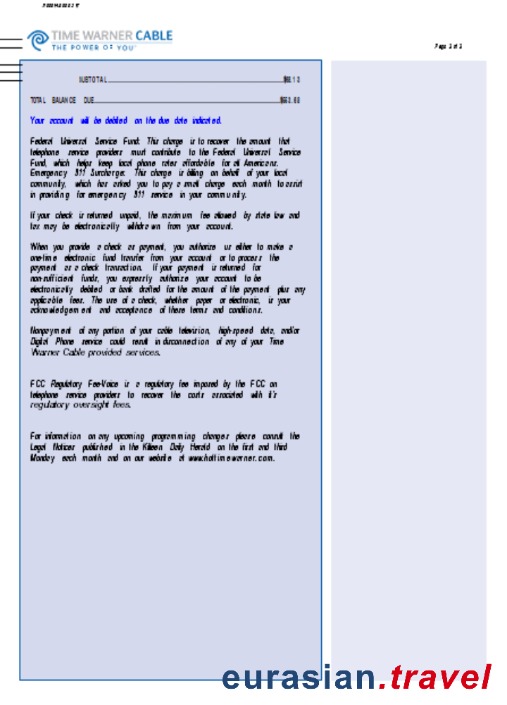 TIME WARNER CABLE
THE POWER OF YOU™
Page 2 of 2
SUBTOTAL
TOTAL BALANCE DUE
Your account will be debited on the due date indicated.
Federal Universal Service Fund: This charge is to recover the amount that
telephone service providers must contribute to the Federal Universal Service
Fund, which helps keep local phone rates affordable for all Americans.
Emergency 911 Surcharge: This charge is billing on behalf of your local
community, which has asked you to pay a small charge each month to assist
in providing for emergency 911 service in your community.
If your check is returned unpaid, the maximum fee allowed by state law and
tax may be electronically withdrawn from your account.
When you provide a check as payment, you authorize us either to make a
one-time electronic fund transfer from your account or to process the
payment as a check transaction. If your payment is returned for
non-sufficient funds, you expressly authorize your account to be
electronically debited or bank drafted for the amount of the payment plus any
applicable fees. The use of a check, whether paper or electronic, is your
acknowledgement and acceptance of these terms and conditions.
Nonpayment of any portion of your cable television, high-speed data, and/or
Digital Phone service could result in disconnection of any of your Time
Warner Cable provided services.
FCC Regulatory Fee-Voice is a regulatory fee imposed by the FCC on
telephone service providers to recover the costs associated with it's
regulatory oversight fees.
For information on any upcoming programming changes please consult the
Legal Notices published in the Killeen Daily Herald on the first and third
Monday each month and on our website at www.hottimewarner.com.
eurasian.travel